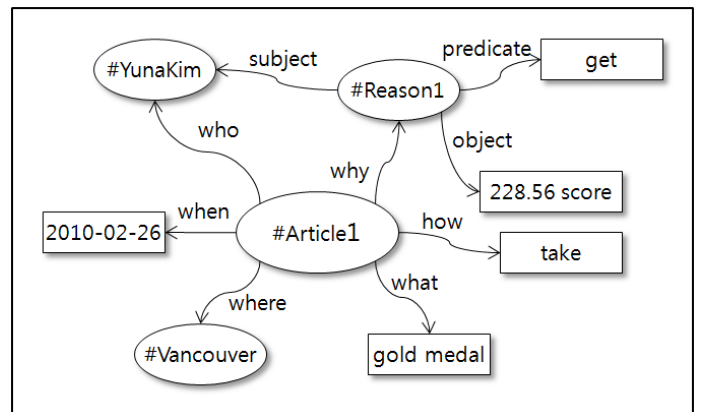 predicate
subject
get
#YunaKim
#Reason1
who
object
why
228.56 score
when
how
2010-02-26
#Article1
take
what
where
#Vancouver
gold medal